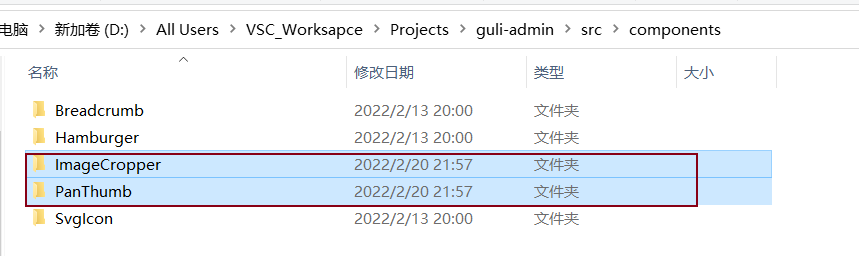 电脑 › 新加卷 (D:) › All Users › VSC_Worksapce › Projects › guli-admin › src › components
名称 修改日期 类型 大小
Breadcrumb 2022/2/13 20:00 文件夹
Hamburger 2022/2/13 20:00 文件夹
ImageCropper 2022/2/20 21:57 文件夹
PanThumb 2022/2/20 21:57 文件夹
SvgIcon 2022/2/13 20:00 文件夹